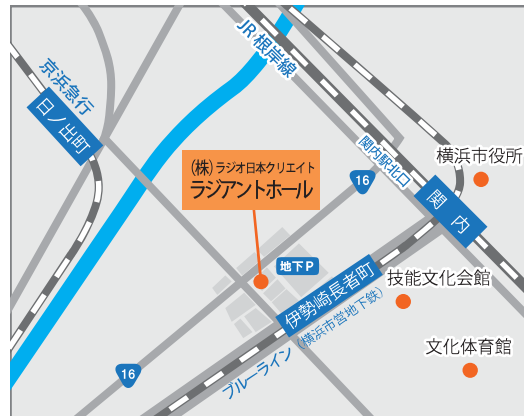 JR根岸線
京浜急行
日ノ出町
(株)ラジオ日本クリエイト
ラジアントホール
関内駅北口
横浜市役所
16
関内
地下P
伊勢崎長者町
技能文化会館
ブルーライン(横浜市営地下鉄)
文化体育館
16